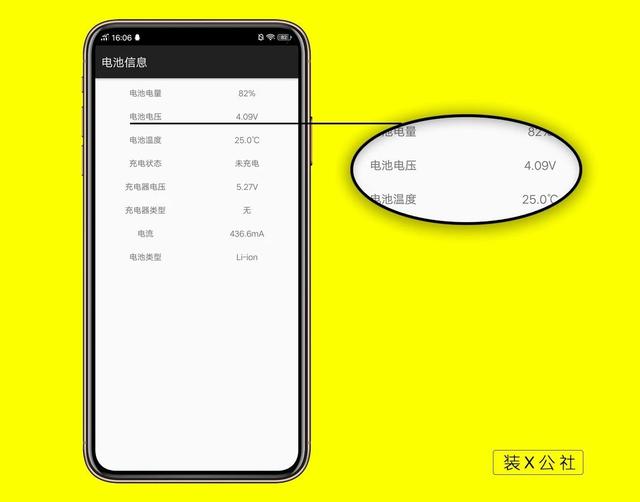 16:06
82
电池信息
电池电量 82%
电池电压 4.09V
电池温度 25.0℃
充电状态 未充电
充电器电压 5.27V
充电器类型 无
电流 436.6mA
电池类型 Li-ion
电池电量 82%
电池电压 4.09V
电池温度 25.0℃
装X公社